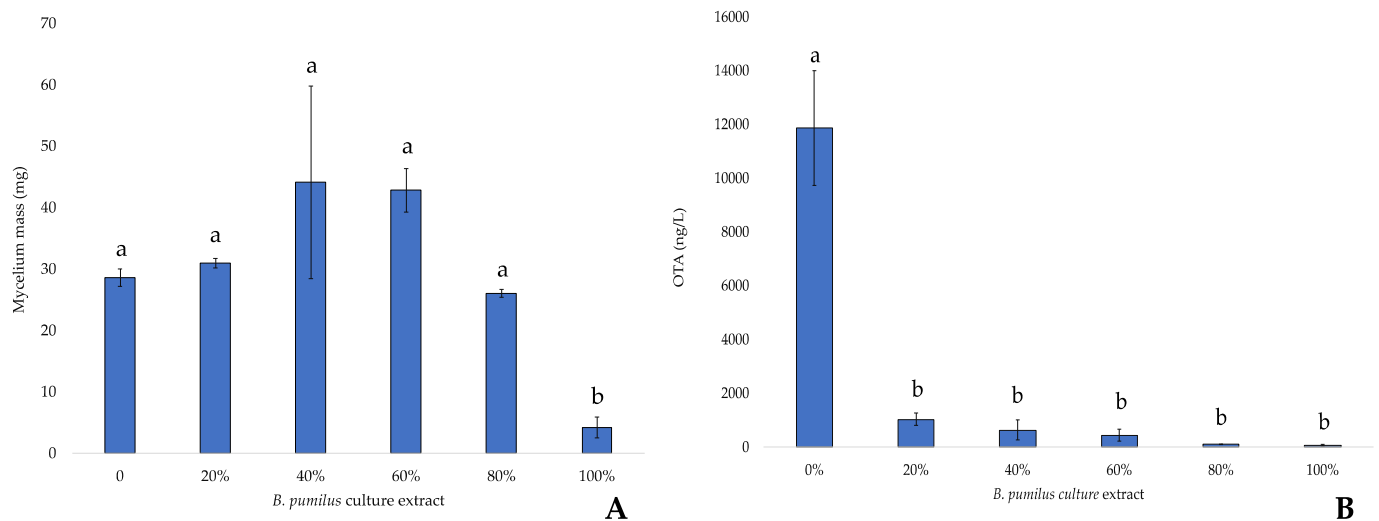 70
60
50
40
30
20
10
0
Mycelium mass (mg)
a
a
a
a
a
b
0
20%
40%
60%
80%
100%
B. pumilus culture extract
A
16000
14000
12000
10000
8000
6000
4000
2000
0
OTA (ng/L)
a
b
b
b
b
b
0%
20%
40%
60%
80%
100%
B. pumilus culture extract
B